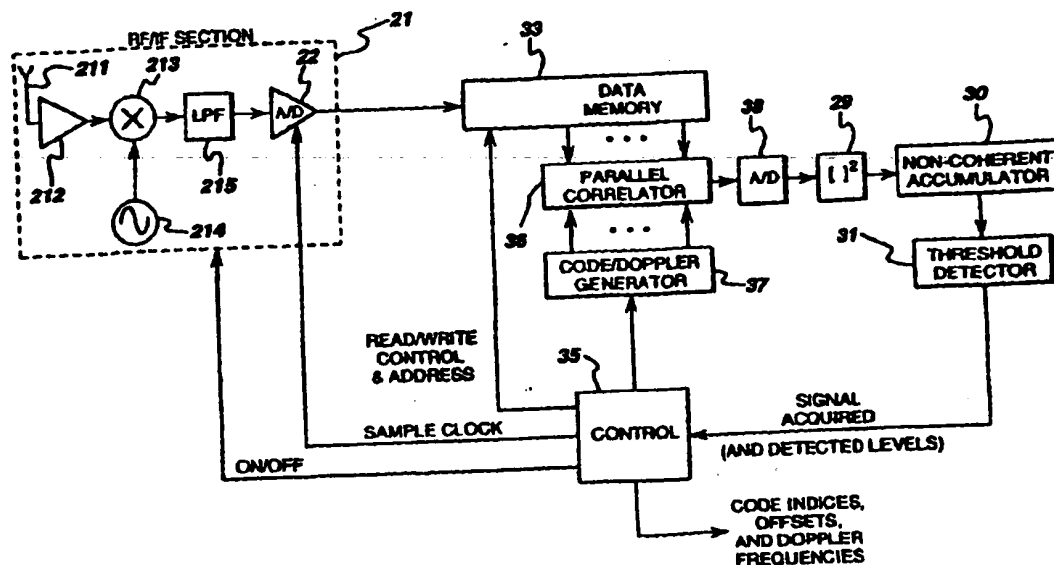 RF/IF SECTION
21
211
213
22
A/D
LPF
212
215
214
33
DATA
MEMORY
• • •
PARALLEL
CORRELATOR
36
A/D
38
[ ]²
29
30
NON-COHERENT
ACCUMULATOR
• • •
CODE/DOPPLER
GENERATOR
37
31
THRESHOLD
DETECTOR
READ/WRITE
CONTROL
& ADDRESS
35
CONTROL
SIGNAL
ACQUIRED
(AND DETECTED LEVELS)
SAMPLE CLOCK
ON/OFF
CODE INDICES,
OFFSETS,
AND DOPPLER
FREQUENCIES